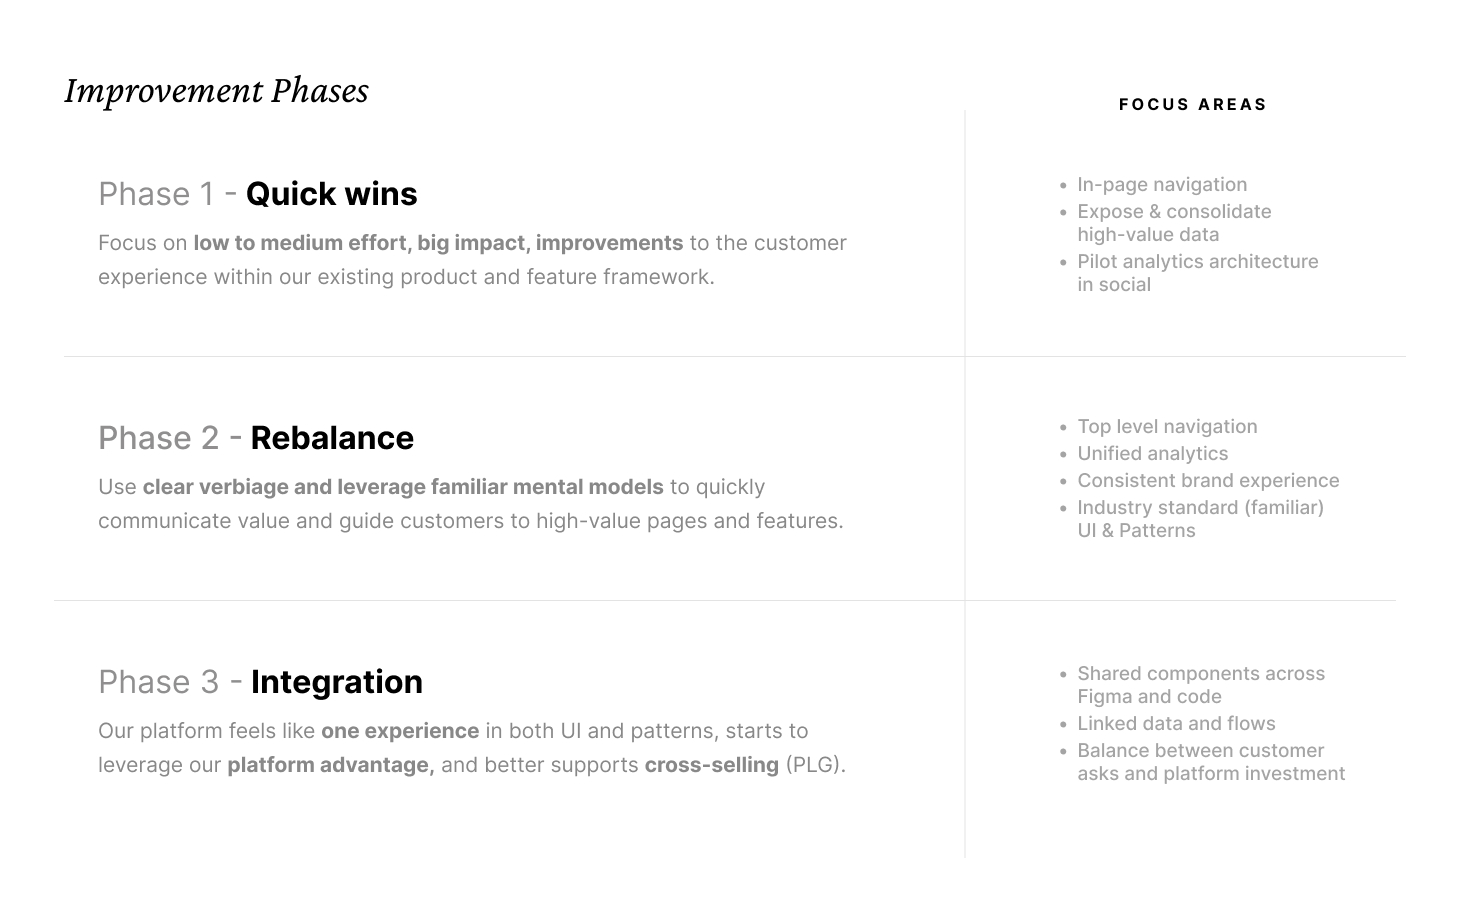 Improvement Phases
FOCUS AREAS
Phase 1 - Quick wins
Focus on low to medium effort, big impact, improvements to the customer
experience within our existing product and feature framework.
• In-page navigation
• Expose & consolidate
high-value data
• Pilot analytics architecture
in social
Phase 2 - Rebalance
Use clear verbiage and leverage familiar mental models to quickly
communicate value and guide customers to high-value pages and features.
• Top level navigation
• Unified analytics
• Consistent brand experience
• Industry standard (familiar)
UI & Patterns
Phase 3 - Integration
Our platform feels like one experience in both UI and patterns, starts to
leverage our platform advantage, and better supports cross-selling (PLG).
• Shared components across
Figma and code
• Linked data and flows
• Balance between customer
asks and platform investment